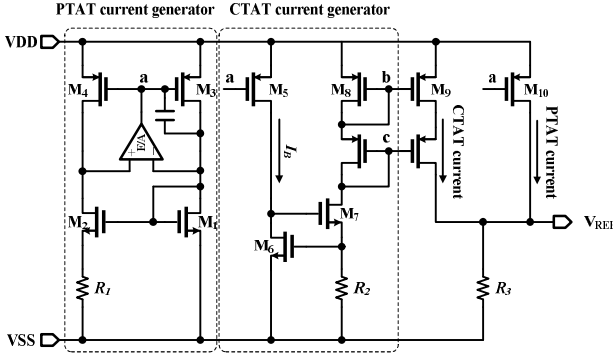 PTAT current generator CTAT current generator
VDD
a
b
a
a
M4
M3
M5
M8
M9
M10
E/A
+
−
c
IB
CTAT current
PTAT current
M2
M1
M7
VREF
M6
R1
R2
R3
VSS